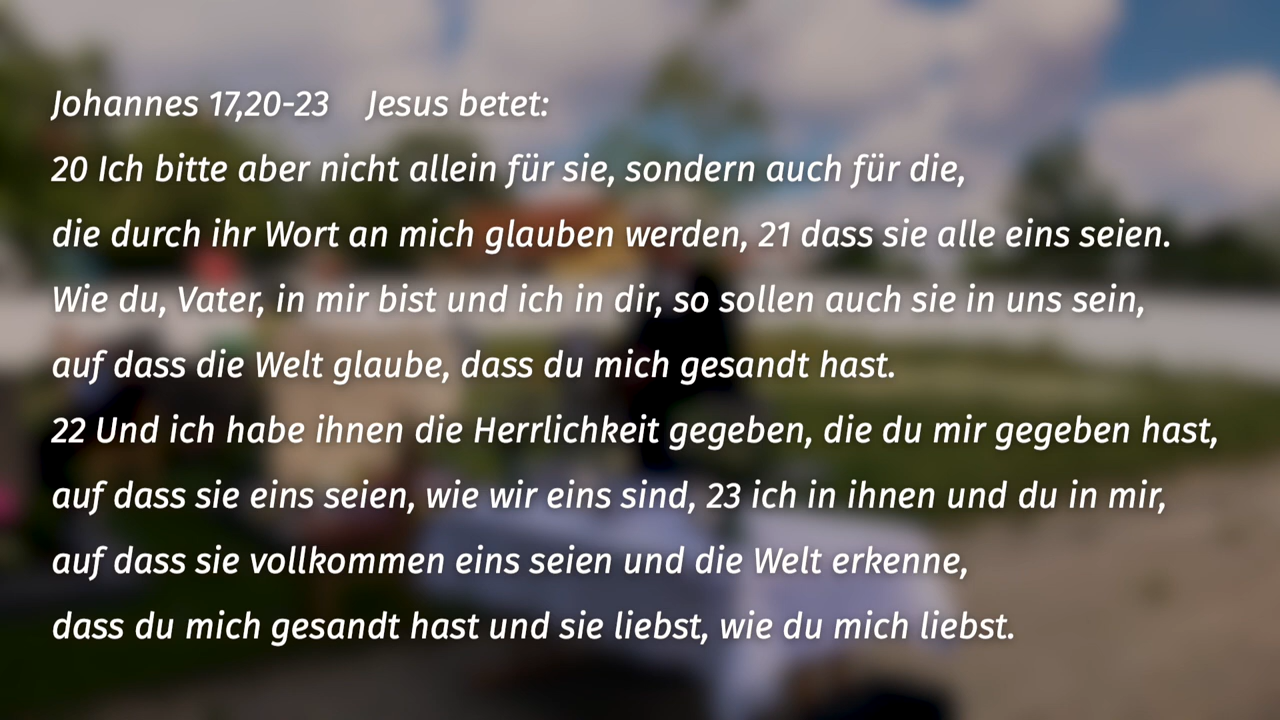 Johannes 17,20-23 Jesus betet:
20 Ich bitte aber nicht allein für sie, sondern auch für die,
die durch ihr Wort an mich glauben werden, 21 dass sie alle eins seien.
Wie du, Vater, in mir bist und ich in dir, so sollen auch sie in uns sein,
auf dass die Welt glaube, dass du mich gesandt hast.
22 Und ich habe ihnen die Herrlichkeit gegeben, die du mir gegeben hast,
auf dass sie eins seien, wie wir eins sind, 23 ich in ihnen und du in mir,
auf dass sie vollkommen eins seien und die Welt erkenne,
dass du mich gesandt hast und sie liebst, wie du mich liebst.